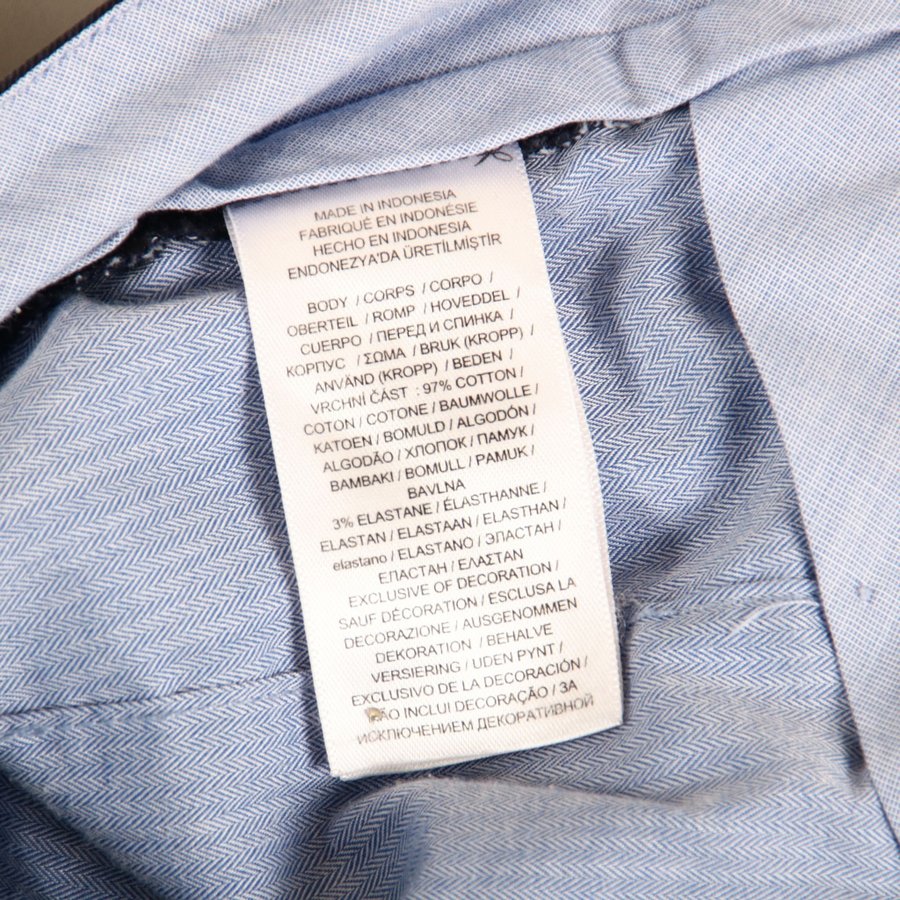 MADE IN INDONESIA
FABRIQUÉ EN INDONÉSIE
HECHO EN INDONESIA
ENDONEZYA'DA ÜRETİLMİŞTİR
BODY / CORPS / CORPO /
OBERTEIL / ROMP / HOVEDDEL /
CUERPO / ПЕРЕД И СПИНКА /
КОРПУС / ΣΩΜΑ / BRUK (KROPP) /
ANVÄND (KROPP) / BEDEN /
VRCHNÍ ČÁST : 97% COTTON /
COTON / COTONE / BAUMWOLLE /
KATOEN / BOMULD / ALGODÓN /
ALGODÃO / ХЛОПОК / ПАМУК /
BAMBAKI / BOMULL / PAMUK /
BAVLNA
3% ELASTANE / ÉLASTHANNE /
ELASTAN / ELASTAAN / ELASTHAN /
elastano / ELASTANO / ЭЛАСТАН /
ЕЛАСТАН / ΕΛΑΣΤΑΝ
EXCLUSIVE OF DECORATION /
SAUF DÉCORATION / ESCLUSA LA
DECORAZIONE / AUSGENOMMEN
DEKORATION / BEHALVE
VERSIERING / UDEN PYNT /
EXCLUSIVO DE LA DECORACIÓN /
NÃO INCLUI DECORAÇÃO / ЗА
ИСКЛЮЧЕНИЕМ ДЕКОРАТИВНОЙ